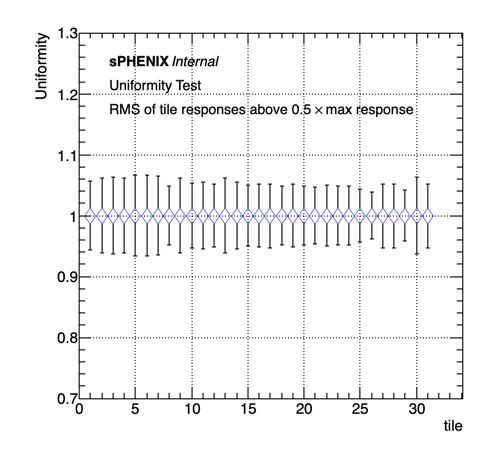 1.3
1.2
1.1
1
0.9
0.8
0.7
Uniformity
sPHENIX Internal
Uniformity Test
RMS of tile responses above 0.5 × max response
0 5 10 15 20 25 30
tile